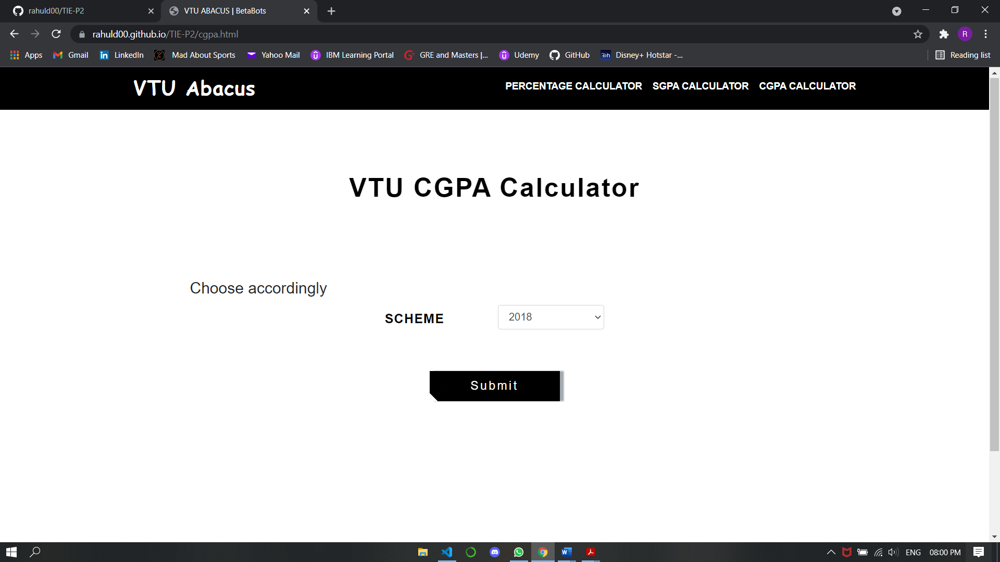 rahuld00/TIE-P2
VTU ABACUS | BetaBots
rahuld00.github.io/TIE-P2/cgpa.html
R
Apps
Gmail
LinkedIn
Mad About Sports
Yahoo Mail
IBM Learning Portal
GRE and Masters |...
Udemy
GitHub
Disney+ Hotstar -...
Reading list
VTU Abacus
PERCENTAGE CALCULATOR
SGPA CALCULATOR
CGPA CALCULATOR
VTU CGPA Calculator
Choose accordingly
SCHEME
2018
Submit
ENG
08:00 PM